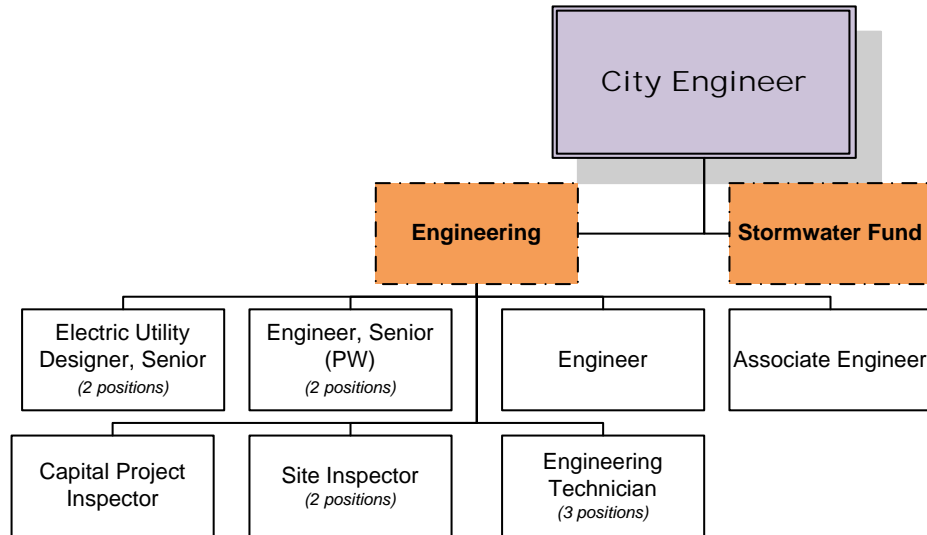 City Engineer
Engineering
Stormwater Fund
Electric Utility
Designer, Senior
(2 positions)
Engineer, Senior
(PW)
(2 positions)
Engineer
Associate Engineer
Capital Project
Inspector
Site Inspector
(2 positions)
Engineering
Technician
(3 positions)